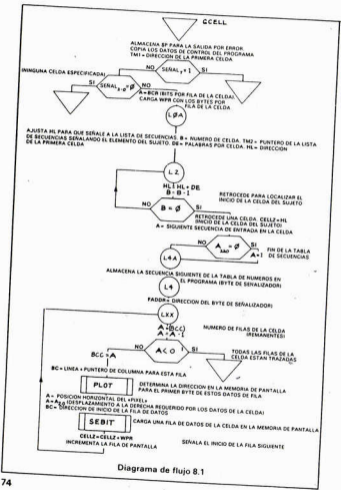 GCELL
ALMACENA SP PARA LA SALIDA POR ERROR.
COPIA LOS DATOS DE CONTROL DEL PROGRAMA
TM1= DIRECCION DE LA PRIMERA CELDA
NO SI
(NINGUNA CELDA ESPECIFICADA)
SI NO
A=BCR (BITS POR FILA DE LA CELDA)
CARGA WPR CON LOS BYTES POR
FILA DE LA CELDA
LØA
AJUSTA HL PARA QUE SEÑALE A LA LISTA DE SECUENCIAS. B= NUMERO DE CELDA. TM2= PUNTERO DE LA LISTA
DE SECUENCIAS SEÑALANDO EL ELEMENTO DEL SUJETO. DE= PALABRAS POR CELDA. HL= DIRECCION
DE LA PRIMERA CELDA
L2
HL=HL+DE
B=B-1
RETROCEDE PARA LOCALIZAR EL
INICIO DE LA CELDA DEL SUJETO
NO B=Ø SI
RETROCEDE UNA CELDA. CELLZ=HL
(INICIO DE LA CELDA DEL SUJETO)
A= SIGUIENTE SECUENCIA DE ENTRADA EN LA CELDA
NO SI
FIN DE LA TABLA
DE SECUENCIAS
L4A A=1
ALMACENA LA SECUENCIA SIGUIENTE DE LA TABLA DE NUMEROS EN
EL PROGRAMA (BYTE DE SEÑALIZADOR)
L4
FADDR= DIRECCION DEL BYTE DE SEÑALIZADOR)
LXX
A=(BCC)
A=A-1
NUMERO DE FILAS DE LA CELDA
(REMANENTES)
NO A<0 SI
TODAS LAS FILAS DE LA
CELDA ESTAN TRAZADAS
BCC=A
BC= LINEA + PUNTERO DE COLUMNA PARA ESTA FILA
PLOT
DETERMINA LA DIRECCION EN LA MEMORIA DE PANTALLA
PARA EL PRIMER BYTE DE ESTOS DATOS DE FILA
A= POSICION HORIZONTAL DEL «PIXEL»
(DESPLAZAMIENTO A LA DERECHA REQUERIDO POR LOS DATOS DE LA CELDA)
BC= DIRECCION DE INICIO DE LA FILA DE DATOS
SEBIT
CARGA UNA FILA DE DATOS DE LA CELDA EN LA MEMORIA DE PANTALLA
CELLZ=CELLZ+WPR
INCREMENTA LA FILA DE PANTALLA
SEÑALA EL INICIO DE LA FILA SIGUIENTE
Diagrama de flujo 8.1
74